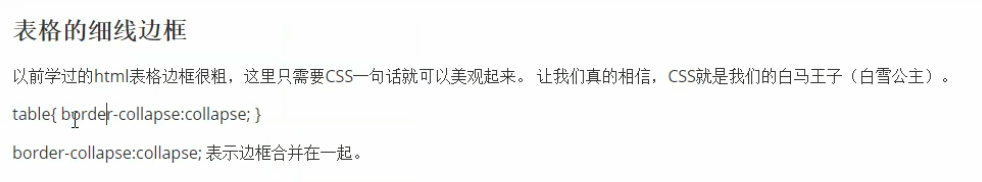 表格的细线边框
以前学过的html表格边框很粗，这里只需要CSS一句话就可以美观起来。 让我们真的相信，CSS就是我们的白马王子（白雪公主）。
table{ border-collapse:collapse; }
border-collapse:collapse; 表示边框合并在一起。